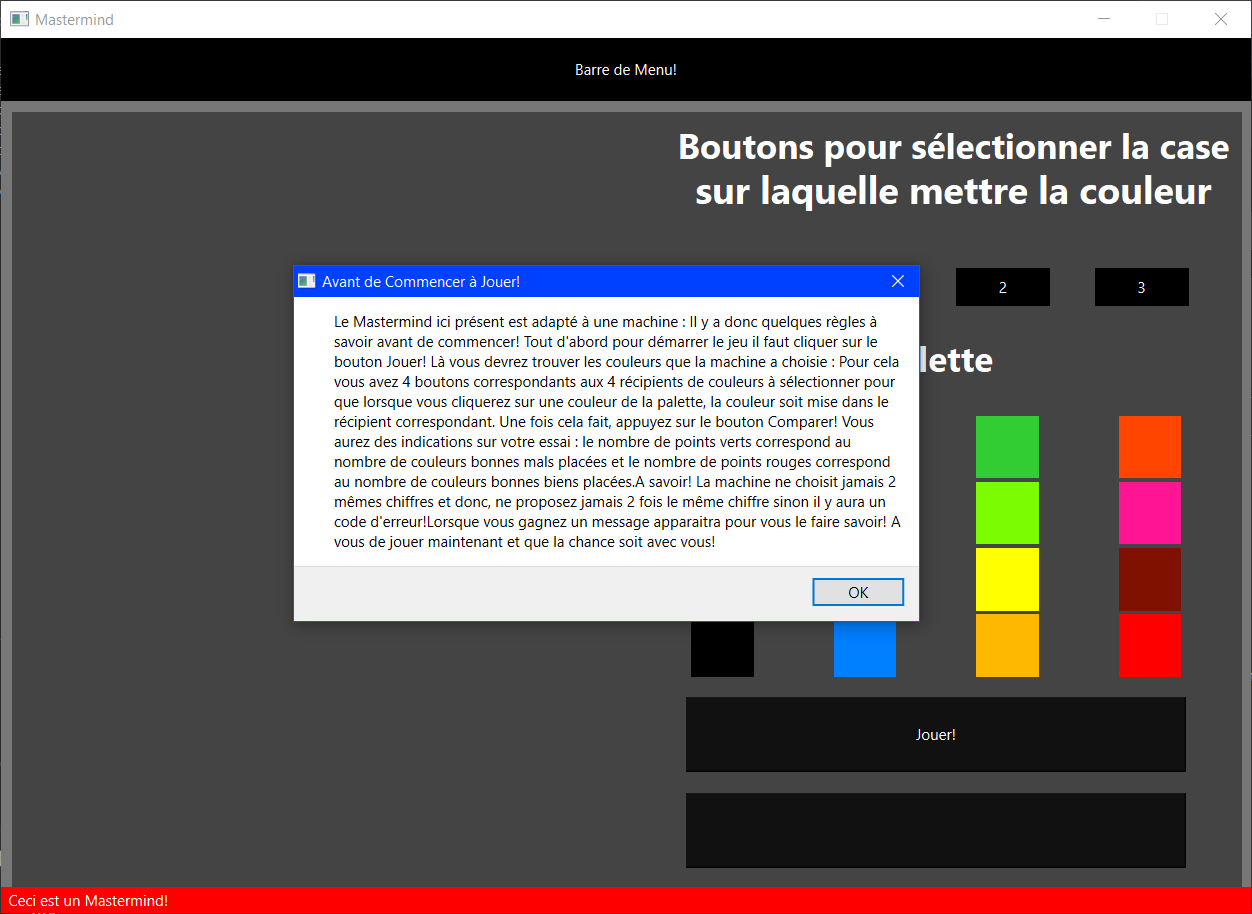 Mastermind
Barre de Menu!
Boutons pour sélectionner la case
sur laquelle mettre la couleur
Avant de Commencer à Jouer!
2
3
Le Mastermind ici présent est adapté à une machine : Il y a donc quelques règles à
savoir avant de commencer! Tout d'abord pour démarrer le jeu il faut cliquer sur le
bouton Jouer! Là vous devrez trouver les couleurs que la machine a choisie : Pour cela
vous avez 4 boutons correspondants aux 4 récipients de couleurs à sélectionner pour
que lorsque vous cliquerez sur une couleur de la palette, la couleur soit mise dans le
récipient correspondant. Une fois cela fait, appuyez sur le bouton Comparer! Vous
aurez des indications sur votre essai : le nombre de points verts correspond au
nombre de couleurs bonnes mals placées et le nombre de points rouges correspond
au nombre de couleurs bonnes biens placées.A savoir! La machine ne choisit jamais 2
mêmes chiffres et donc, ne proposez jamais 2 fois le même chiffre sinon il y aura un
code d'erreur!Lorsque vous gagnez un message apparaitra pour vous le faire savoir! A
vous de jouer maintenant et que la chance soit avec vous!
lette
OK
Jouer!
Ceci est un Mastermind!